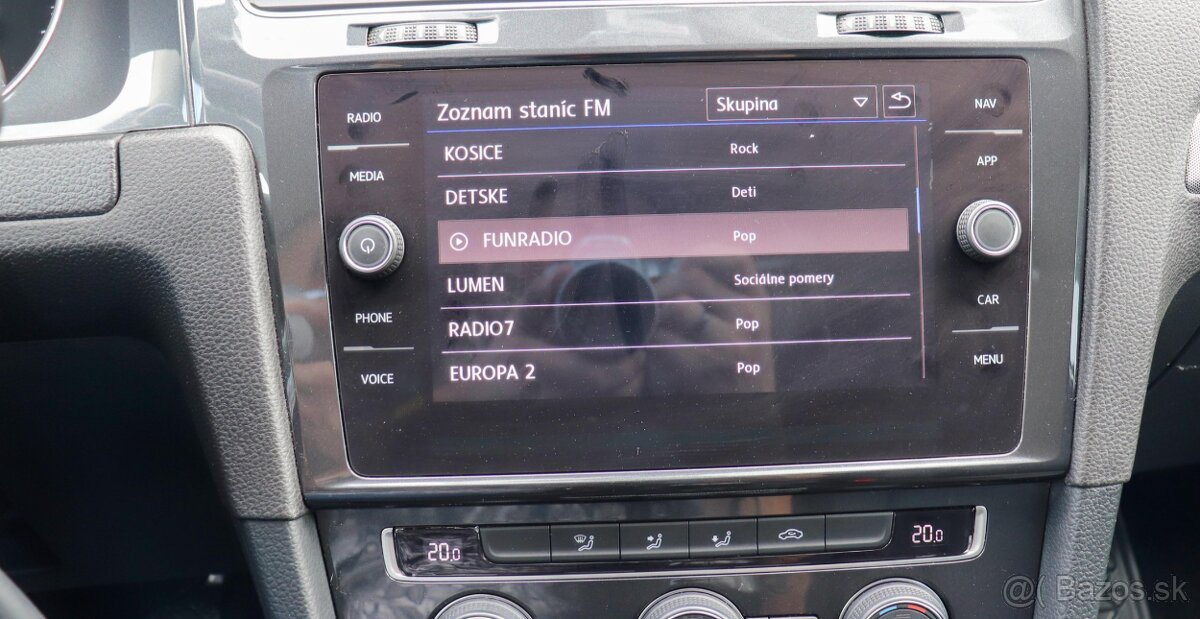 RADIO
MEDIA
PHONE
VOICE
Zoznam staníc FM
Skupina
KOSICE Rock
DETSKE Deti
FUNRADIO Pop
LUMEN Sociálne pomery
RADIO7 Pop
EUROPA 2 Pop
NAV
APP
CAR
MENU
20.0
20.0
Bazos.sk